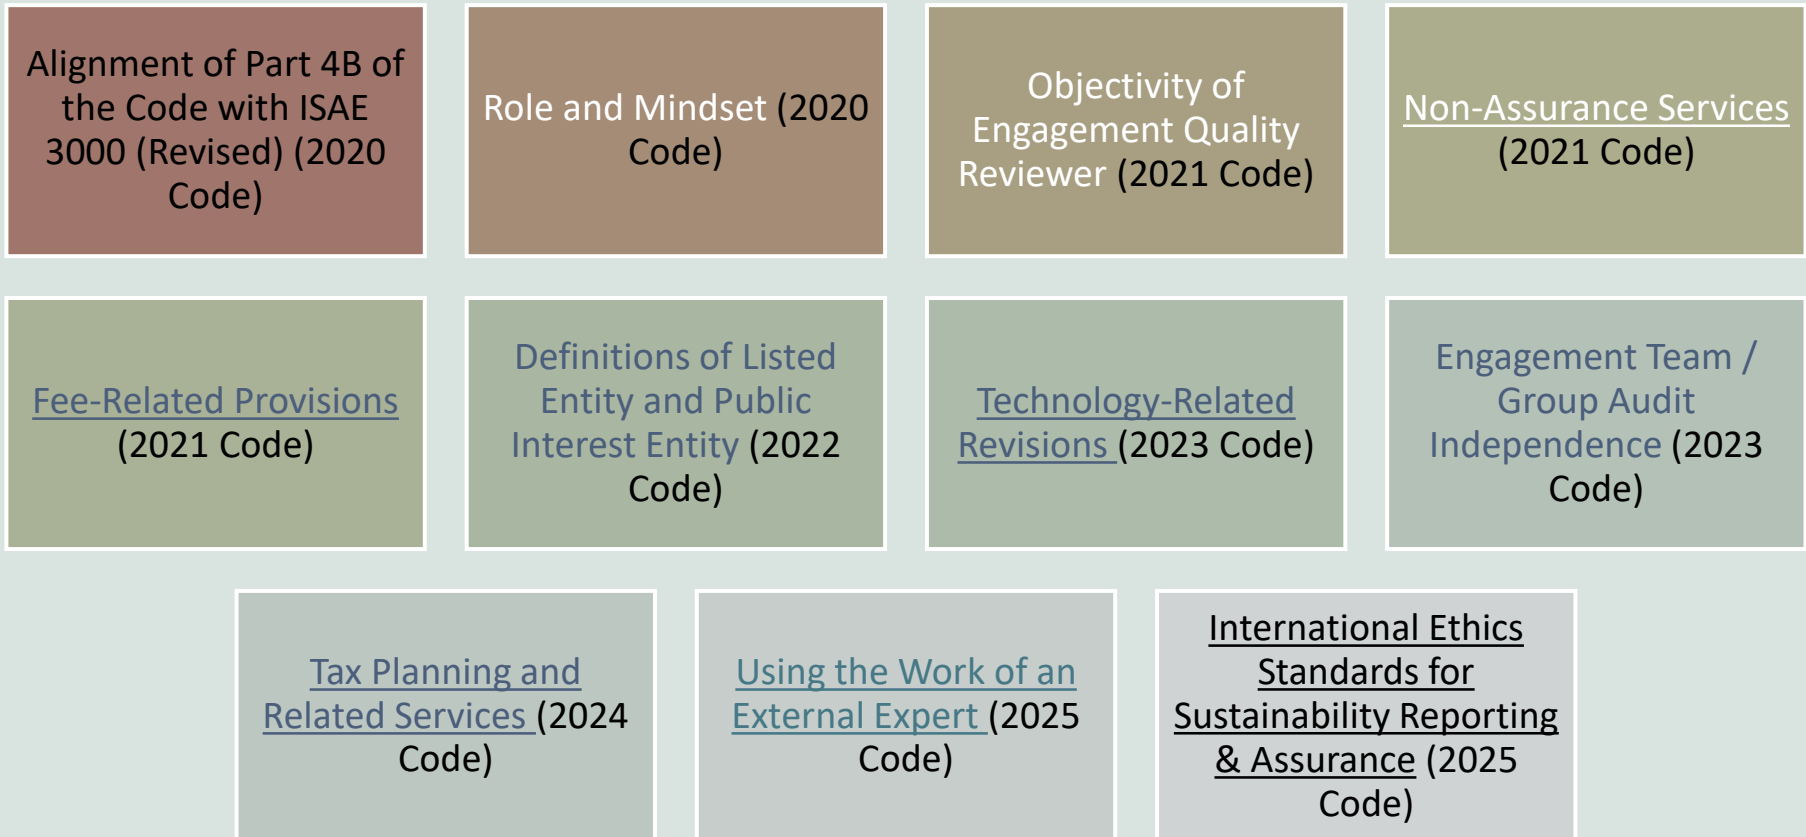 Alignment of Part 4B of
the Code with ISAE
3000 (Revised) (2020
Code)
Role and Mindset (2020
Code)
Objectivity of
Engagement Quality
Reviewer (2021 Code)
Non-Assurance Services
(2021 Code)
Fee-Related Provisions
(2021 Code)
Definitions of Listed
Entity and Public
Interest Entity (2022
Code)
Technology-Related
Revisions (2023 Code)
Engagement Team /
Group Audit
Independence (2023
Code)
Tax Planning and
Related Services (2024
Code)
Using the Work of an
External Expert (2025
Code)
International Ethics
Standards for
Sustainability Reporting
& Assurance (2025
Code)